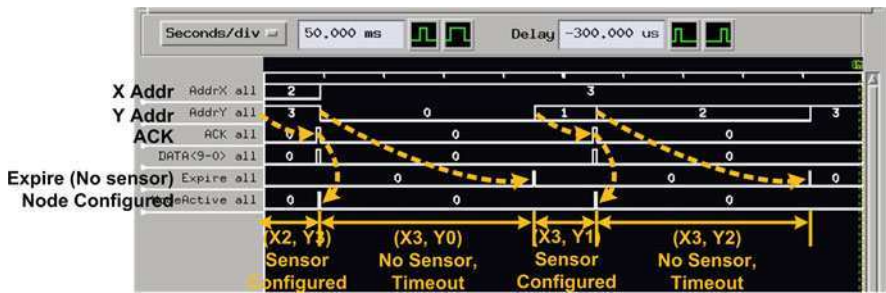 Seconds/div 50.000 ms Delay -300.000 us
X Addr AddrX all 2 3
Y Addr AddrY all 3 0 1 2 3
ACK ACK all 0 0 0
DATA<9-0> all 0 0 0
Expire (No sensor) Expire all 0 0 0
Node Configured NodeActive all 0 0 0
(X2, Y3) (X3, Y0) (X3, Y1) (X3, Y2)
Sensor No Sensor, Sensor No Sensor,
Configured Timeout Configured Timeout